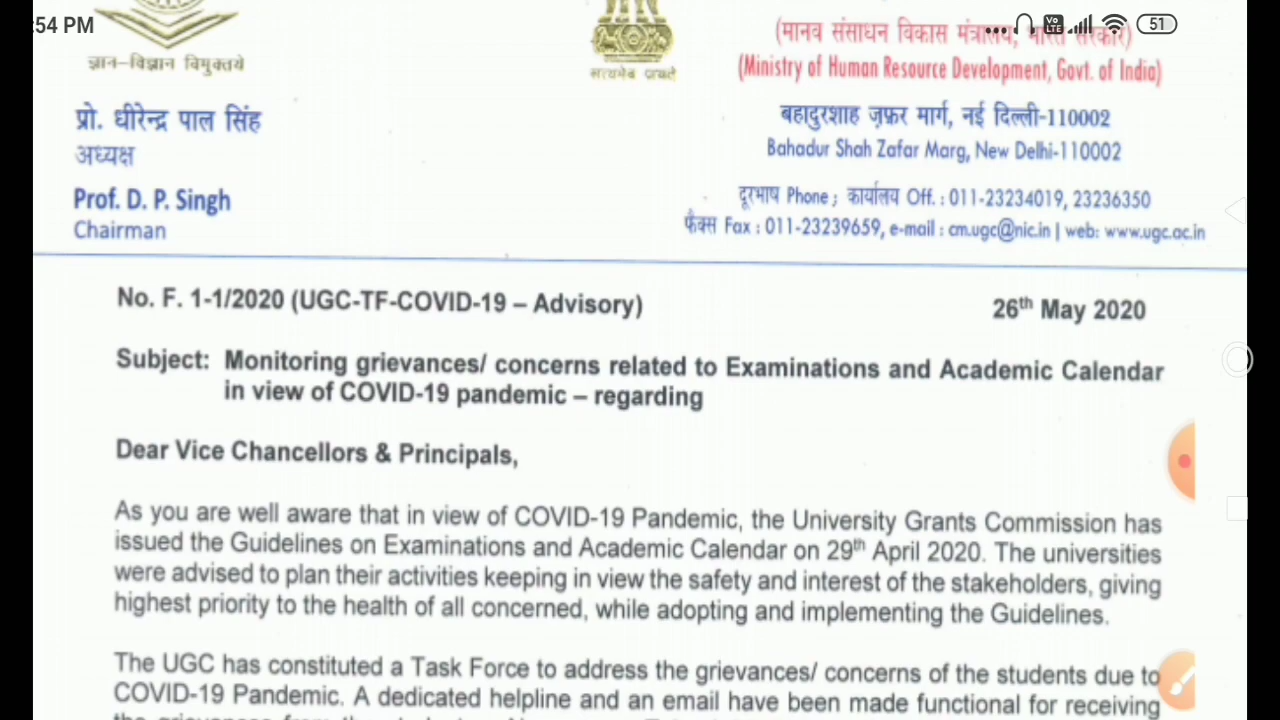 :54 PM
Vo LTE
51
ज्ञान-विज्ञान विमुक्तये
सत्यमेव जयते
(मानव संसाधन विकास मंत्रालय, भारत सरकार)
(Ministry of Human Resource Development, Govt. of India)
बहादुरशाह ज़फ़र मार्ग, नई दिल्ली-110002
Bahadur Shah Zafar Marg, New Delhi-110002
प्रो. धीरेन्द्र पाल सिंह
अध्यक्ष
Prof. D. P. Singh
Chairman
दूरभाष Phone ; कार्यालय Off. : 011-23234019, 23236350
फैक्स Fax : 011-23239659, e-mail : cm.ugc@nic.in | web: www.ugc.ac.in
No. F. 1-1/2020 (UGC-TF-COVID-19 – Advisory)
26th May 2020
Subject: Monitoring grievances/ concerns related to Examinations and Academic Calendar
in view of COVID-19 pandemic – regarding
Dear Vice Chancellors & Principals,
As you are well aware that in view of COVID-19 Pandemic, the University Grants Commission has
issued the Guidelines on Examinations and Academic Calendar on 29th April 2020. The universities
were advised to plan their activities keeping in view the safety and interest of the stakeholders, giving
highest priority to the health of all concerned, while adopting and implementing the Guidelines.
The UGC has constituted a Task Force to address the grievances/ concerns of the students due to
COVID-19 Pandemic. A dedicated helpline and an email have been made functional for receiving